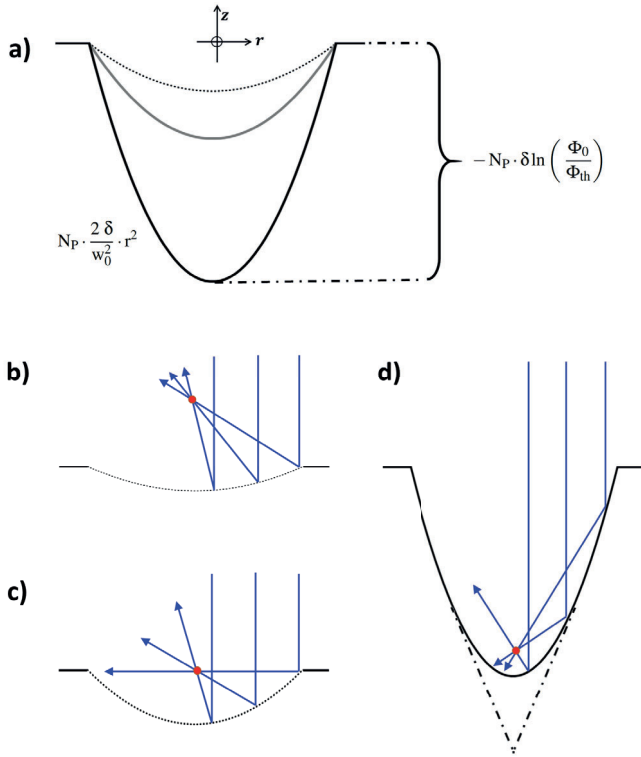 z
r
a)
−N_P · δ ln ( Φ_0 / Φ_th )
N_P · 2 δ / w_0^2 · r^2
b)
d)
c)